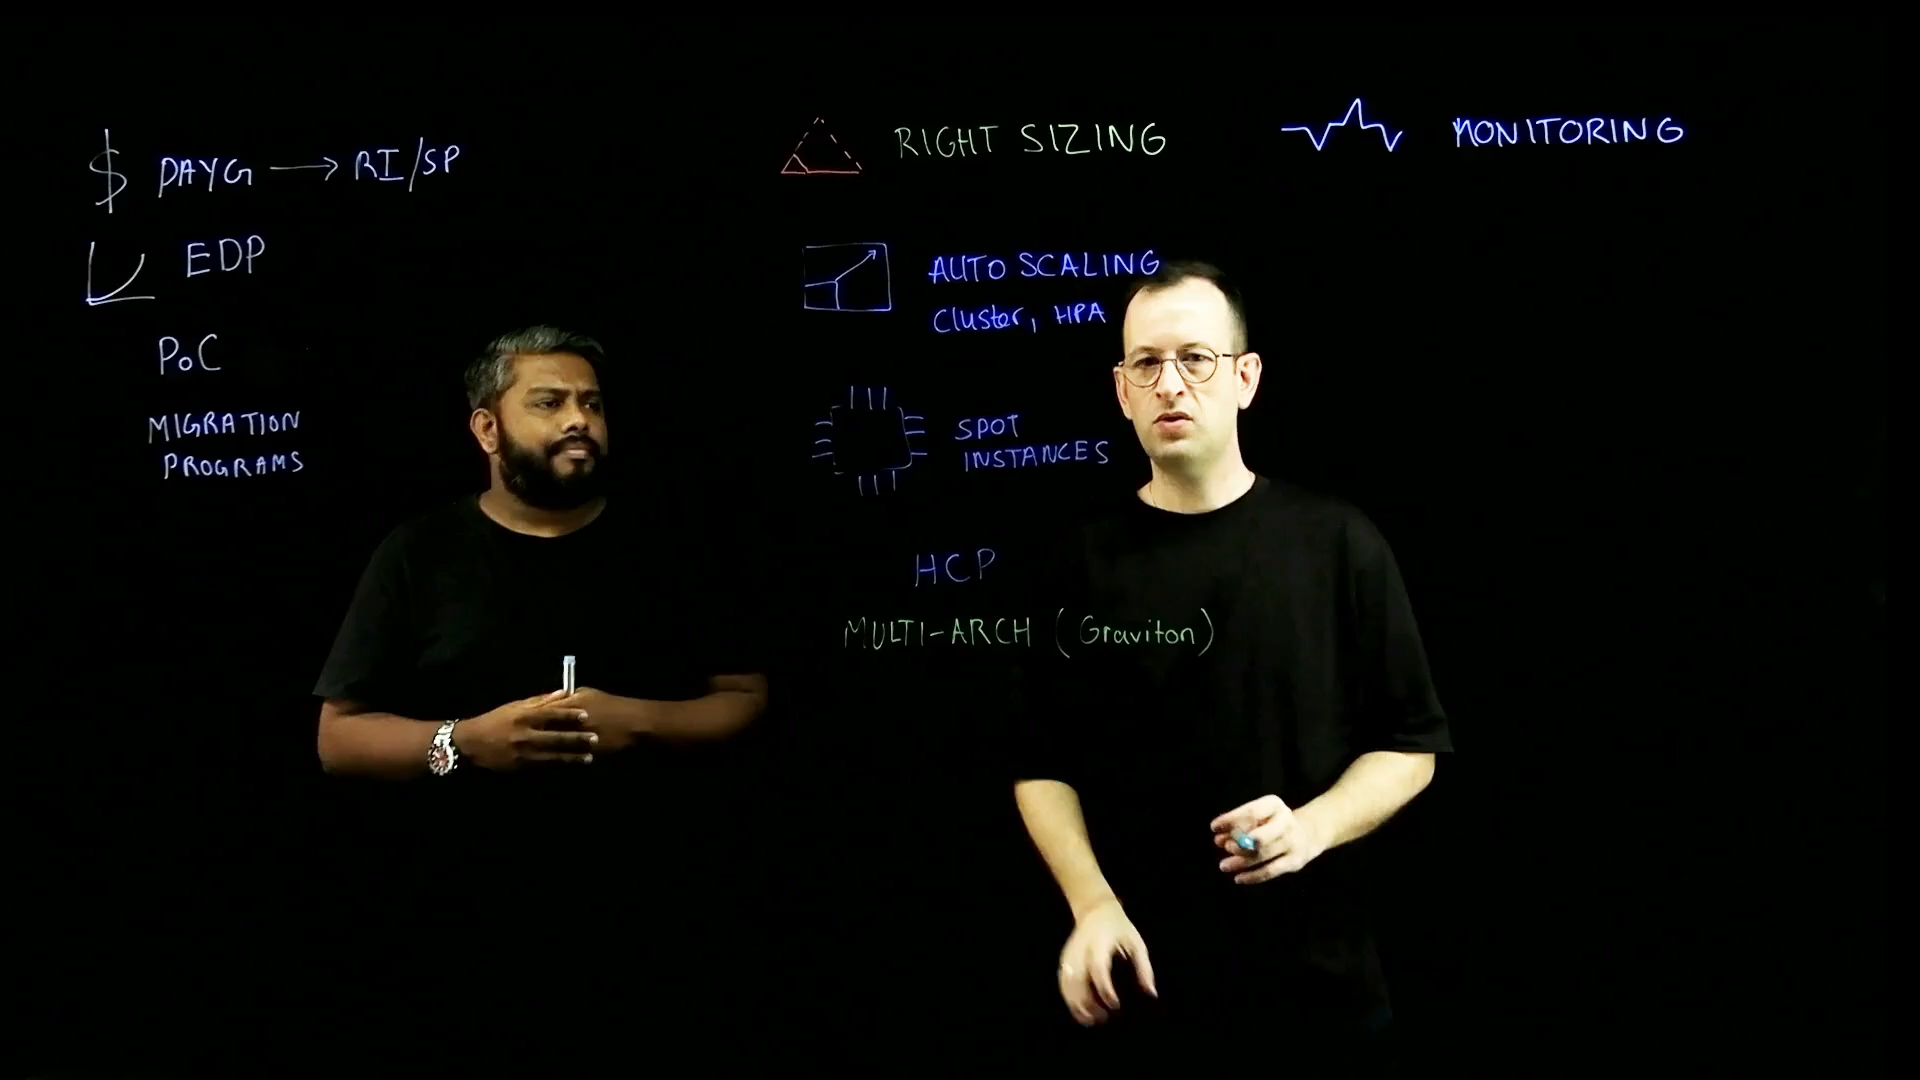 $ PAYG → RI/SP
EDP
PoC
MIGRATION
PROGRAMS
RIGHT SIZING
AUTO SCALING
Cluster, HPA
SPOT
INSTANCES
HCP
MULTI-ARCH (Graviton)
MONITORING